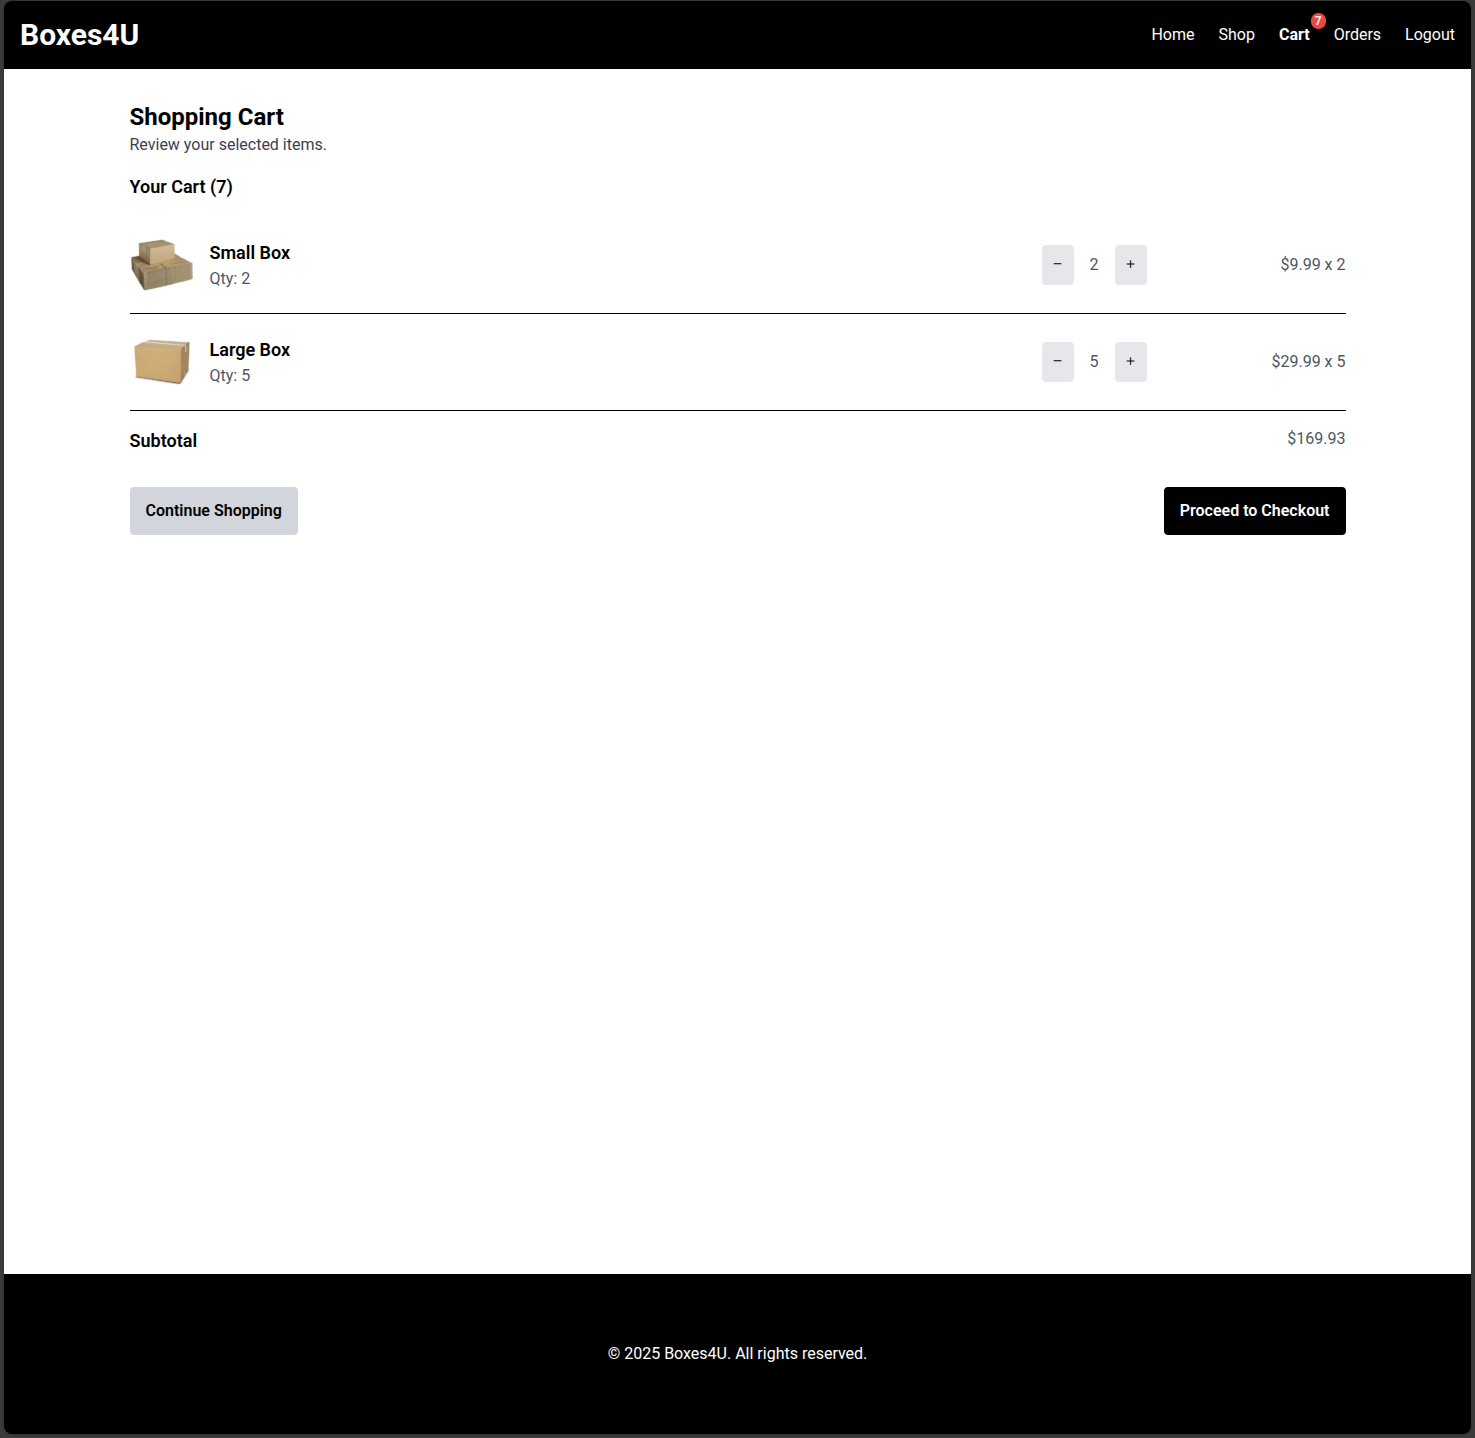 Boxes4U
Home Shop Cart 7 Orders Logout
Shopping Cart
Review your selected items.
Your Cart (7)
Small Box
Qty: 2
− 2 + $9.99 x 2
Large Box
Qty: 5
− 5 + $29.99 x 5
Subtotal $169.93
Continue Shopping Proceed to Checkout
© 2025 Boxes4U. All rights reserved.